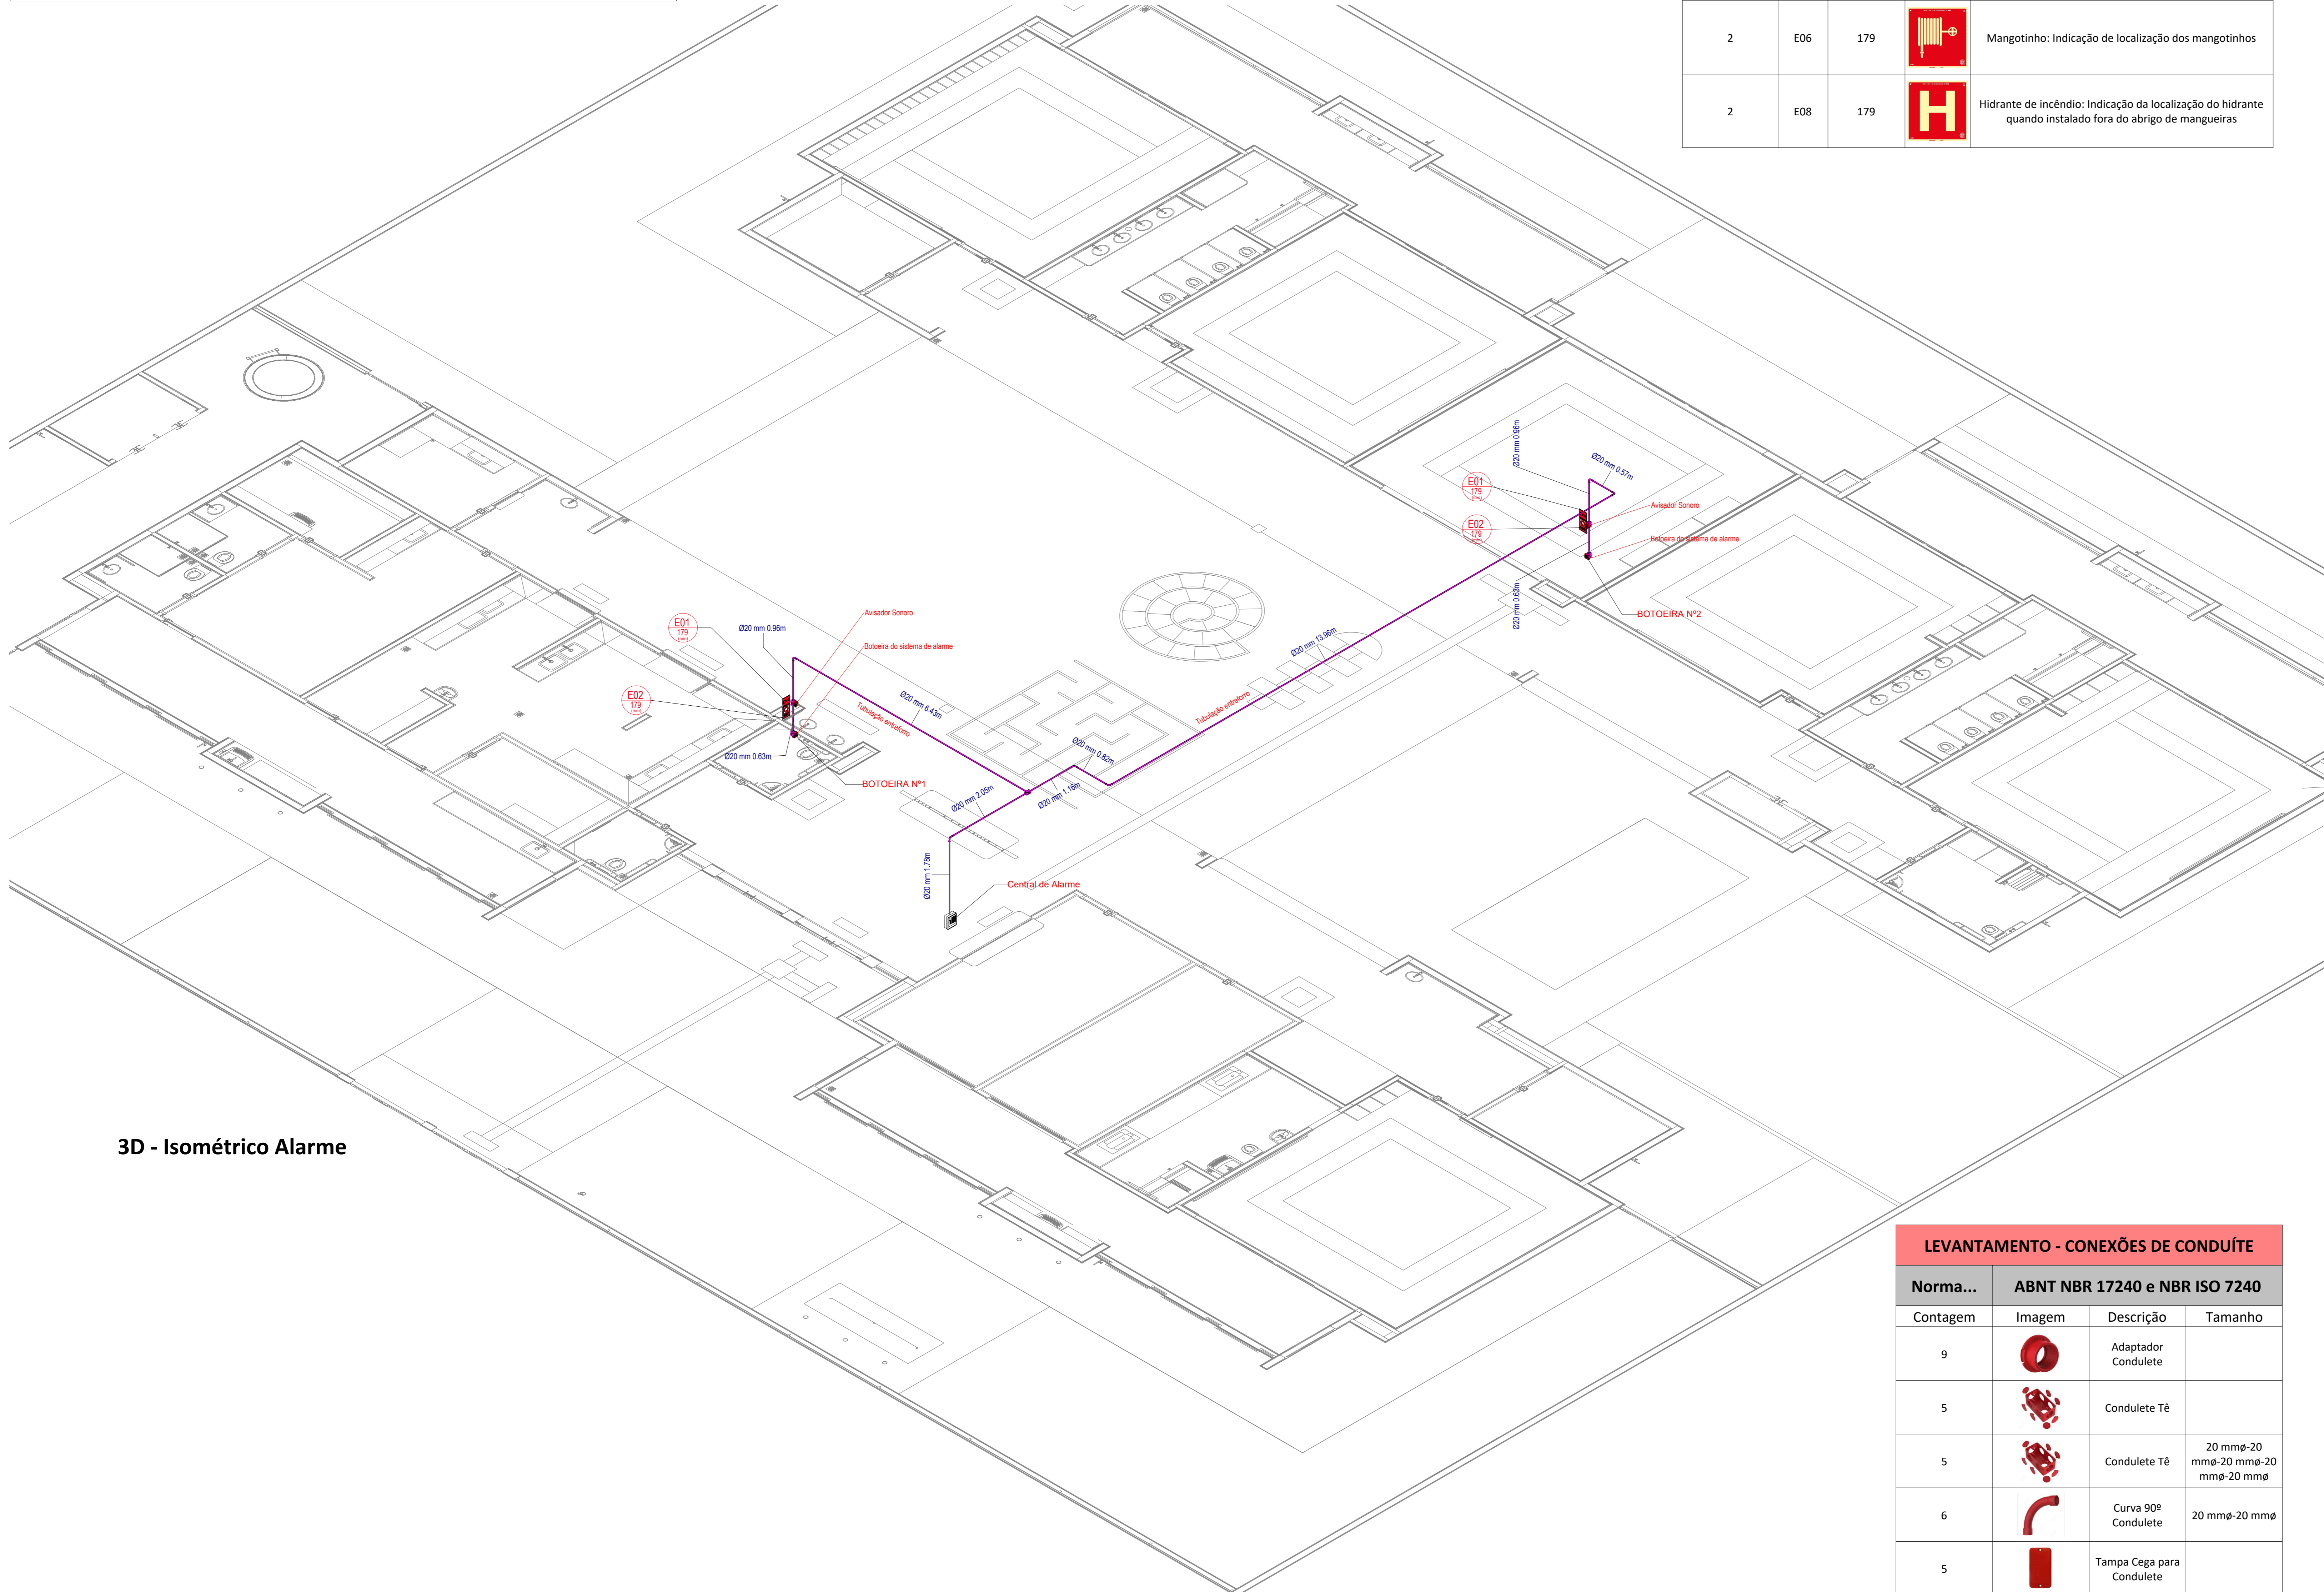 2 E06 179 Mangotinho: Indicação de localização dos mangotinhos
2 E08 179 H Hidrante de incêndio: Indicação da localização do hidrante
quando instalado fora do abrigo de mangueiras
Ø20 mm 0.96m
Ø20 mm 0.57m
E01
179
Avisador Sonoro
E02
179
Botoeira do sistema de alarme
Ø20 mm 0.63m
BOTOEIRA Nº2
E01
179
Ø20 mm 0.96m
Avisador Sonoro
Botoeira do sistema de alarme
E02
179
Ø20 mm 0.63m
BOTOEIRA Nº1
Ø20 mm 6.43m
Tubulação entreforro
Ø20 mm 13.96m
Tubulação entreforro
Ø20 mm 0.82m
Ø20 mm 1.16m
Ø20 mm 2.05m
Ø20 mm 1.78m
Central de Alarme
3D - Isométrico Alarme
LEVANTAMENTO - CONEXÕES DE CONDUÍTE
Norma... ABNT NBR 17240 e NBR ISO 7240
Contagem Imagem Descrição Tamanho
9 Adaptador
Condulete
5 Condulete Tê
5 Condulete Tê 20 mmø-20
mmø-20 mmø-20
mmø-20 mmø
6 Curva 90º
Condulete 20 mmø-20 mmø
5 Tampa Cega para
Condulete